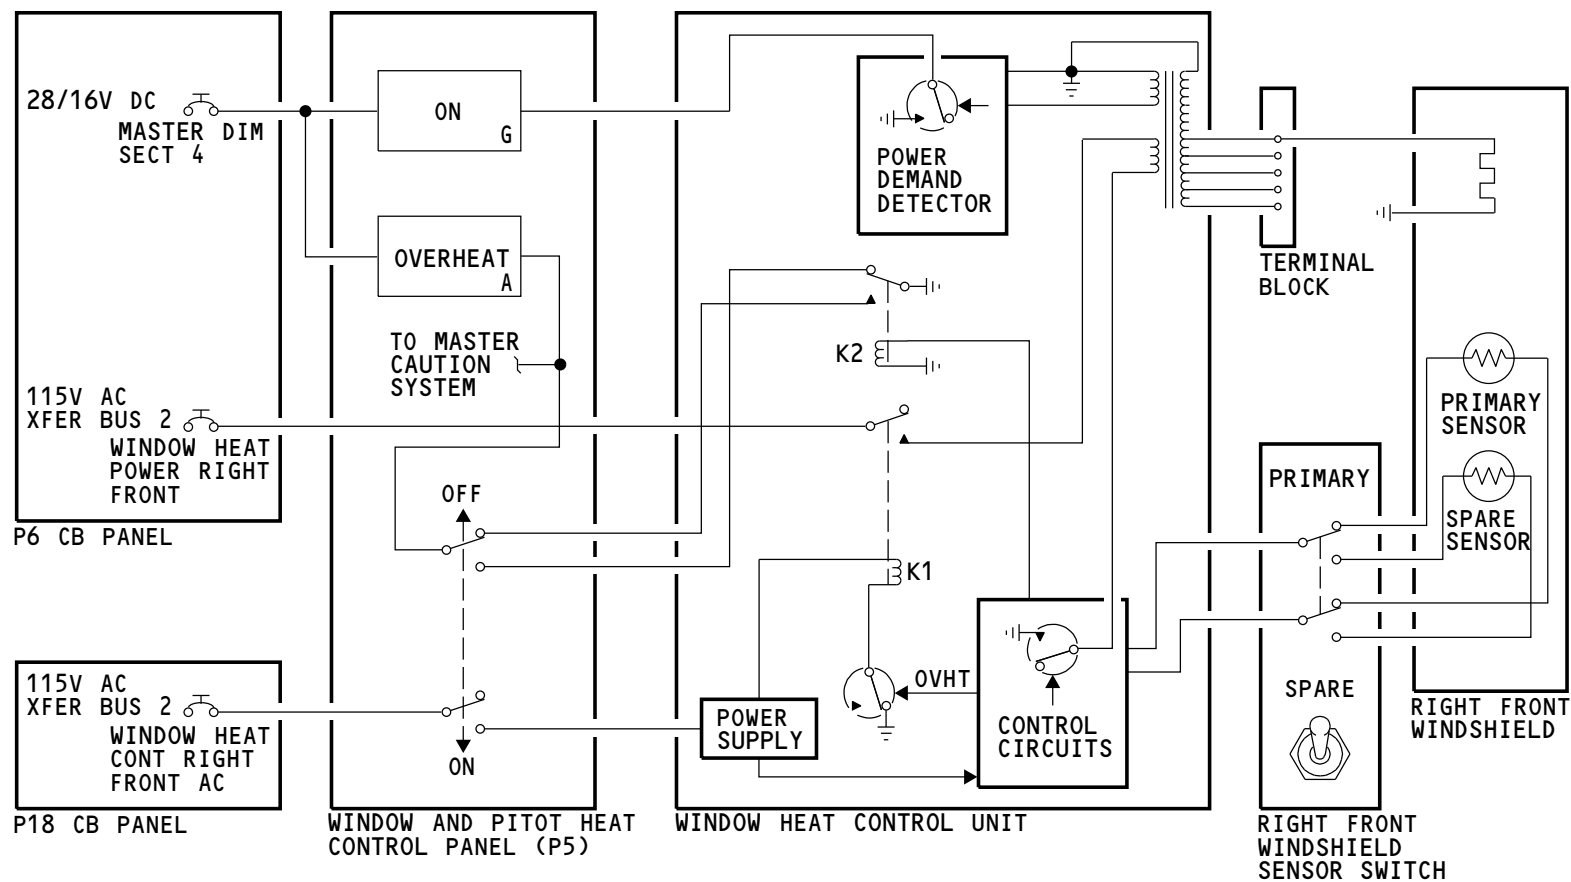 28/16V DC
MASTER DIM
SECT 4
115V AC
XFER BUS 2
WINDOW HEAT
POWER RIGHT
FRONT
P6 CB PANEL
115V AC
XFER BUS 2
WINDOW HEAT
CONT RIGHT
FRONT AC
P18 CB PANEL
ON
G
OVERHEAT
A
TO MASTER
CAUTION
SYSTEM
OFF
ON
WINDOW AND PITOT HEAT
CONTROL PANEL (P5)
POWER
DEMAND
DETECTOR
K2
K1
OVHT
POWER
SUPPLY
CONTROL
CIRCUITS
WINDOW HEAT CONTROL UNIT
TERMINAL
BLOCK
PRIMARY
SPARE
RIGHT FRONT
WINDSHIELD
SENSOR SWITCH
PRIMARY
SENSOR
SPARE
SENSOR
RIGHT FRONT
WINDSHIELD